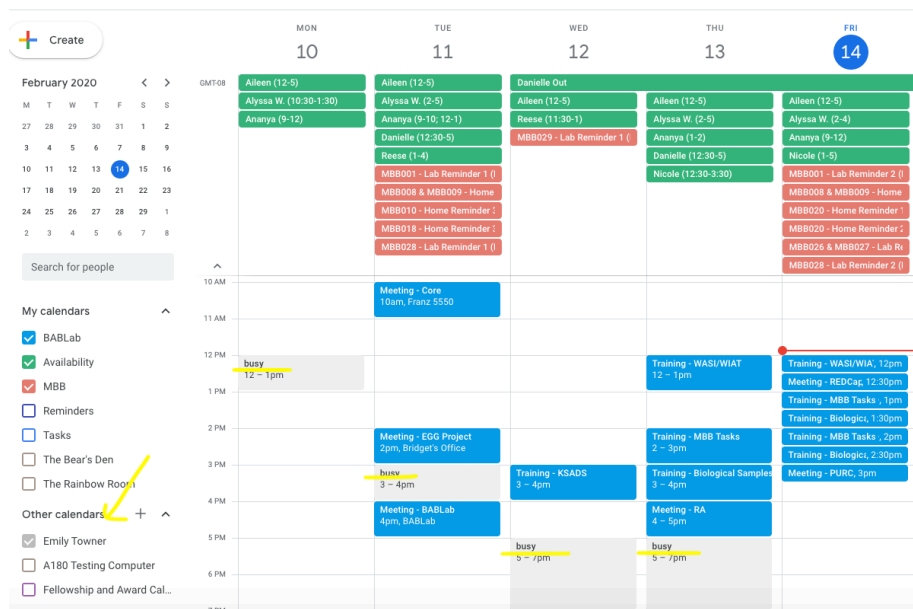 Create
February 2020
M T W T F S S
27 28 29 30 31 1 2
3 4 5 6 7 8 9
10 11 12 13 14 15 16
17 18 19 20 21 22 23
24 25 26 27 28 29 1
2 3 4 5 6 7 8
Search for people
My calendars
BABLab
Availability
MBB
Reminders
Tasks
The Bear's Den
The Rainbow Room
Other calendars
Emily Towner
A180 Testing Computer
Fellowship and Award Cal...
GMT-08
10 AM
11 AM
12 PM
1 PM
2 PM
3 PM
4 PM
5 PM
6 PM
MON
10
Aileen (12-5)
Alyssa W. (10:30-1:30)
Ananya (9-12)
busy
12 – 1pm
TUE
11
Aileen (12-5)
Alyssa W. (2-5)
Ananya (9-10; 12-1)
Danielle (12:30-5)
Reese (1-4)
MBB001 - Lab Reminder 1 (
MBB008 & MBB009 - Home
MBB010 - Home Reminder
MBB018 - Home Reminder
MBB028 - Lab Reminder 1 (
Meeting - Core
10am, Franz 5550
Meeting - EGG Project
2pm, Bridget's Office
busy
3 – 4pm
Meeting - BABLab
4pm, BABLab
WED
12
Danielle Out
Aileen (12-5)
Reese (11:30-1)
MBB029 - Lab Reminder 1 (
Training - KSADS
3 – 4pm
busy
5 – 7pm
THU
13
Aileen (12-5)
Alyssa W. (2-5)
Ananya (1-2)
Danielle (12:30-5)
Nicole (12:30-3:30)
Training - WASI/WIAT
12 – 1pm
Training - MBB Tasks
2 – 3pm
Training - Biological Samples
3 – 4pm
Meeting - RA
4 – 5pm
busy
5 – 7pm
FRI
14
Aileen (12-5)
Alyssa W. (2-4)
Ananya (9-12)
Nicole (1-5)
MBB001 - Lab Reminder 2 (
MBB008 & MBB009 - Home
MBB020 - Home Reminder
MBB020 - Home Reminder
MBB026 & MBB027 - Lab Re
MBB028 - Lab Reminder 2 (
Training - WASI/WIA, 12pm
Meeting - REDCap, 12:30pm
Training - MBB Tasks, 1pm
Training - Biologica, 1:30pm
Training - MBB Tasks, 2pm
Training - Biologica, 2:30pm
Meeting - PURC, 3pm